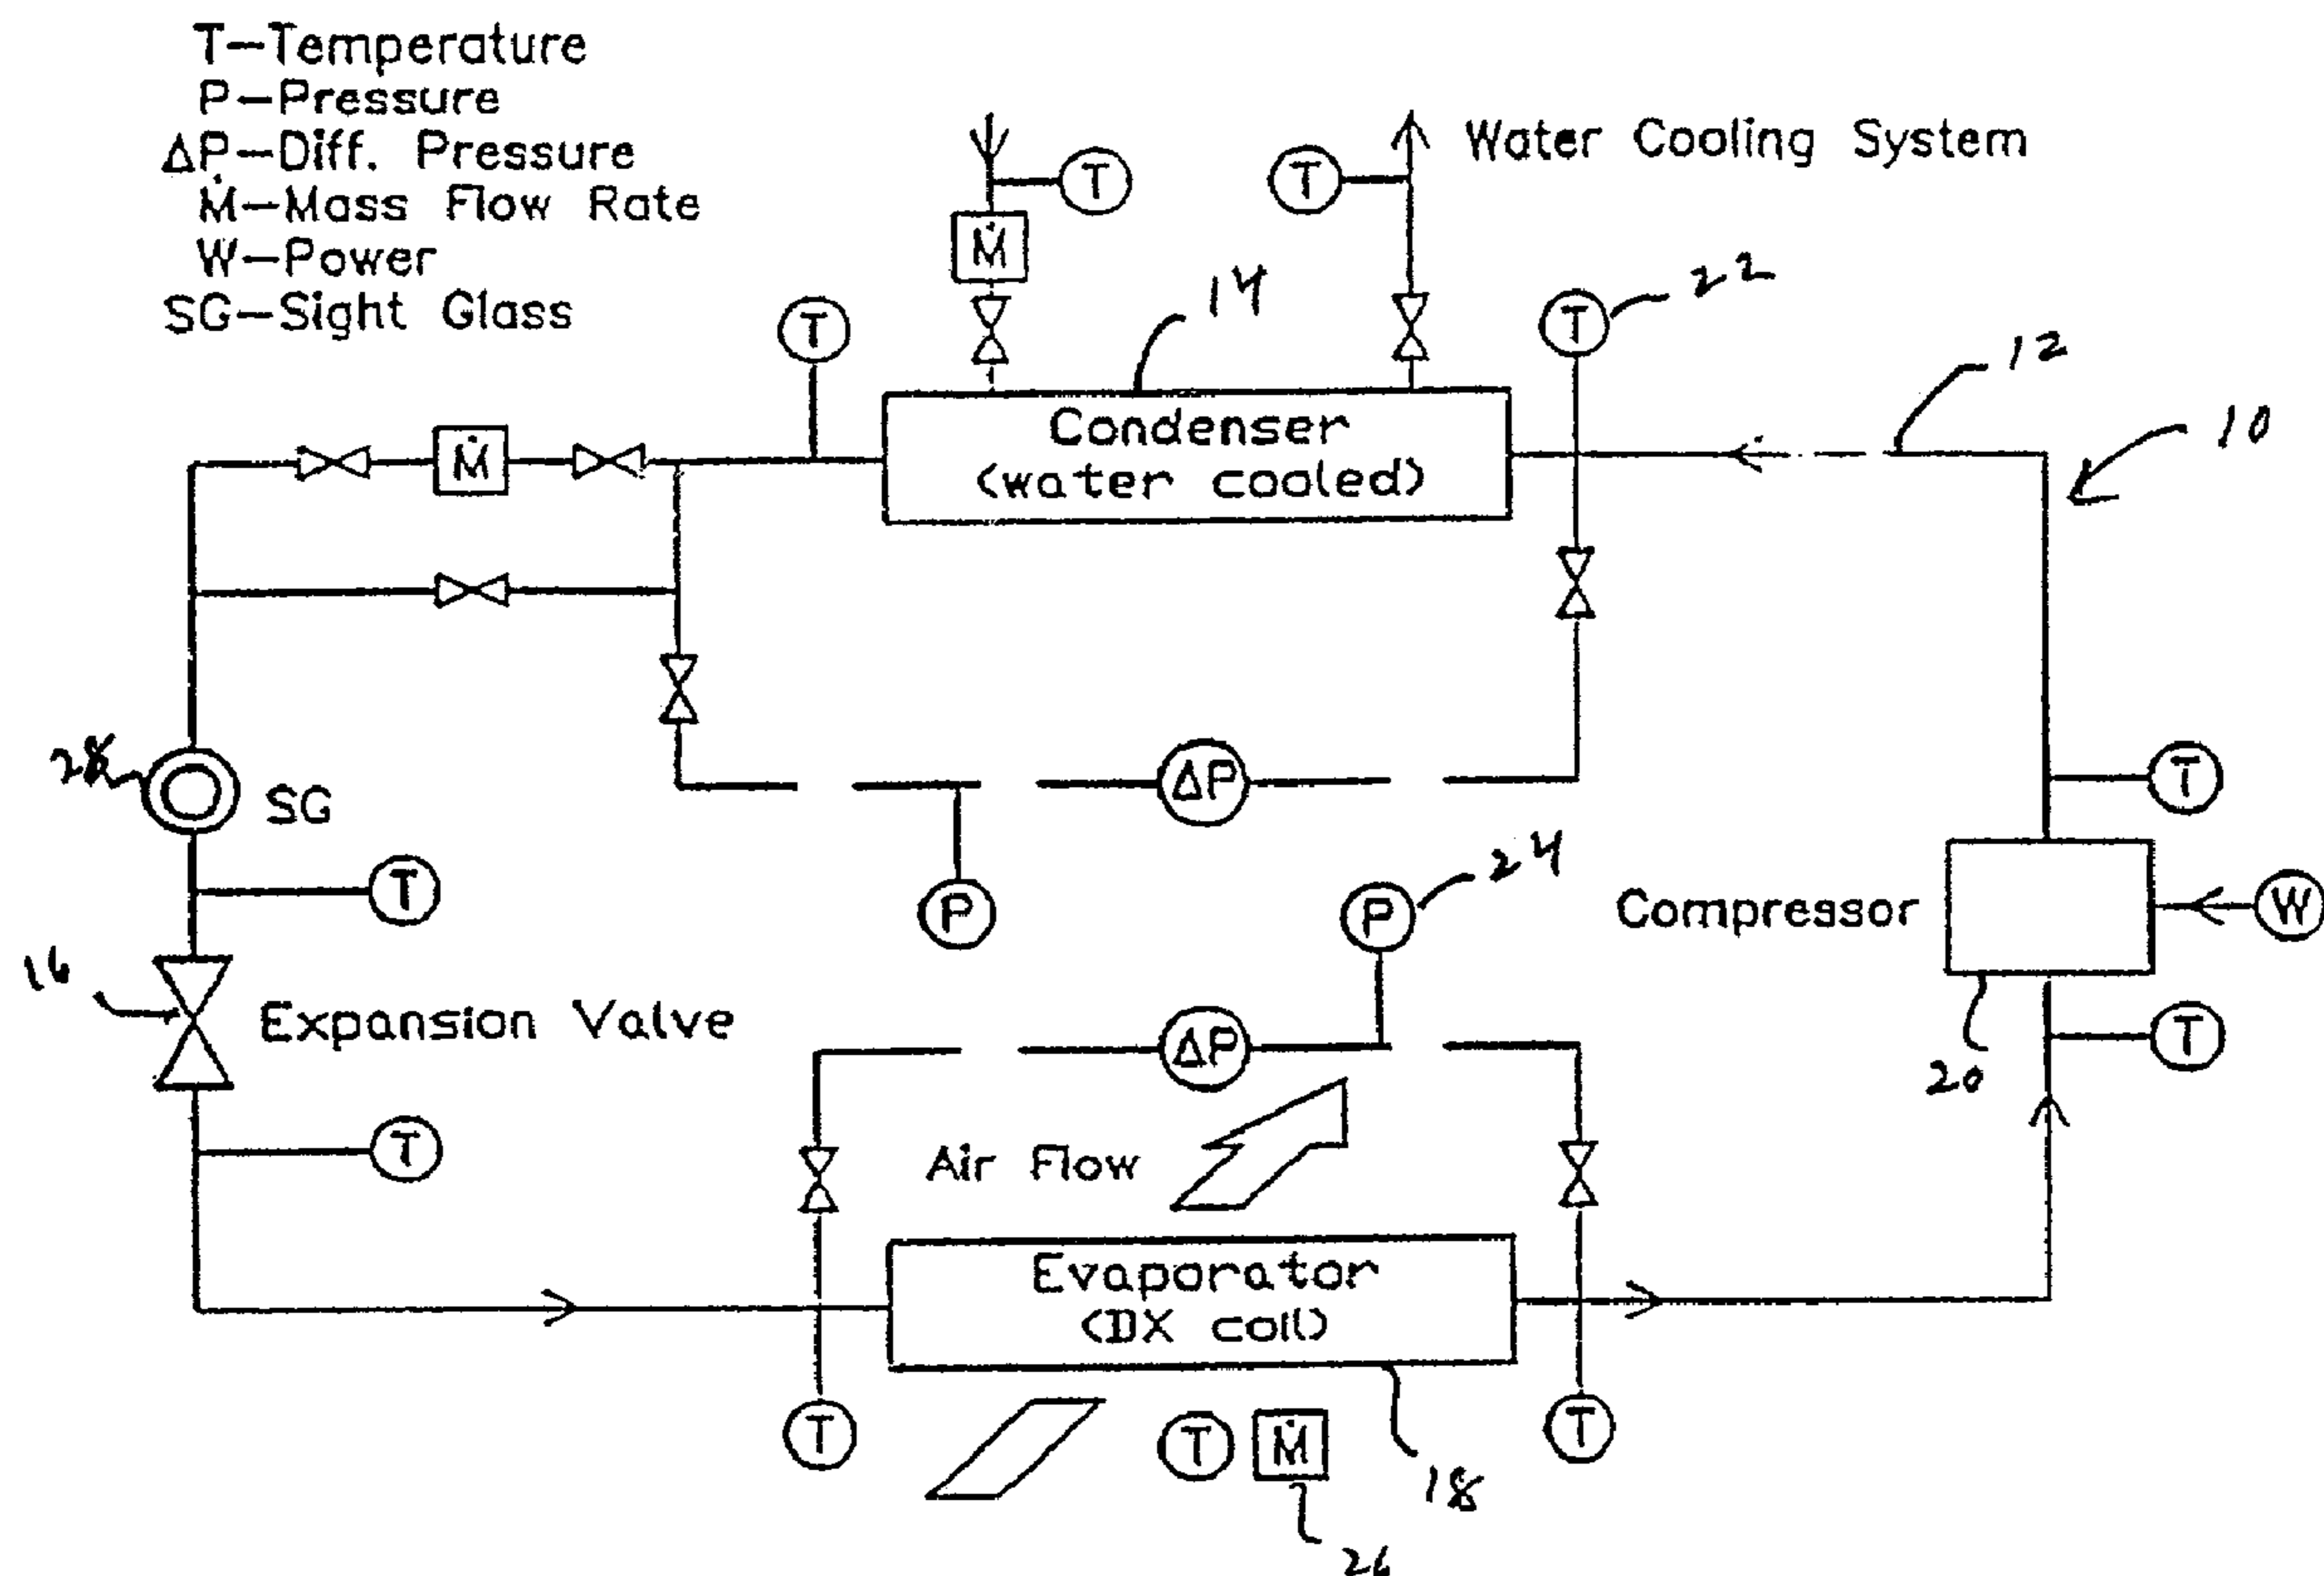 T—Temperature
P—Pressure
ΔP—Diff. Pressure
Ṁ—Mass Flow Rate
W—Power
SG—Sight Glass
Water Cooling System
T
T
Ṁ
14
T
22
T
12
10
Condenser
(water cooled)
Ṁ
28
SG
ΔP
T
P
24
P
T
Compressor
W
16
Expansion Valve
ΔP
T
20
T
Air Flow
Evaporator
(DX coil)
T
T
Ṁ
T
18
26